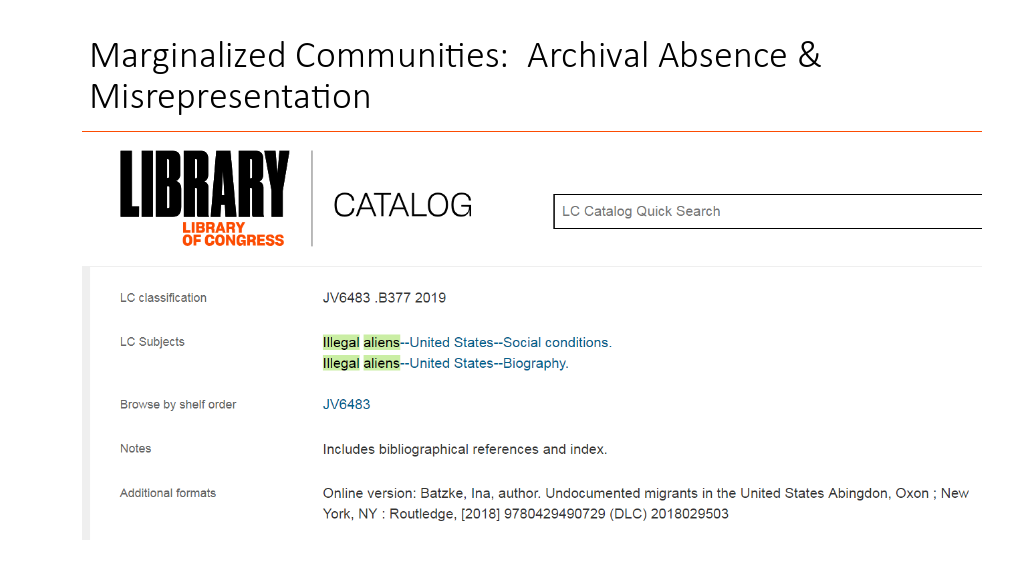 Marginalized Communities:  Archival Absence &
Misrepresentation
LIBRARY
LIBRARY
OF CONGRESS
CATALOG
LC Catalog Quick Search
LC classification JV6483 .B377 2019
LC Subjects Illegal aliens--United States--Social conditions.
Illegal aliens--United States--Biography.
Browse by shelf order JV6483
Notes Includes bibliographical references and index.
Additional formats Online version: Batzke, Ina, author. Undocumented migrants in the United States Abingdon, Oxon ; New
York, NY : Routledge, [2018] 9780429490729 (DLC) 2018029503